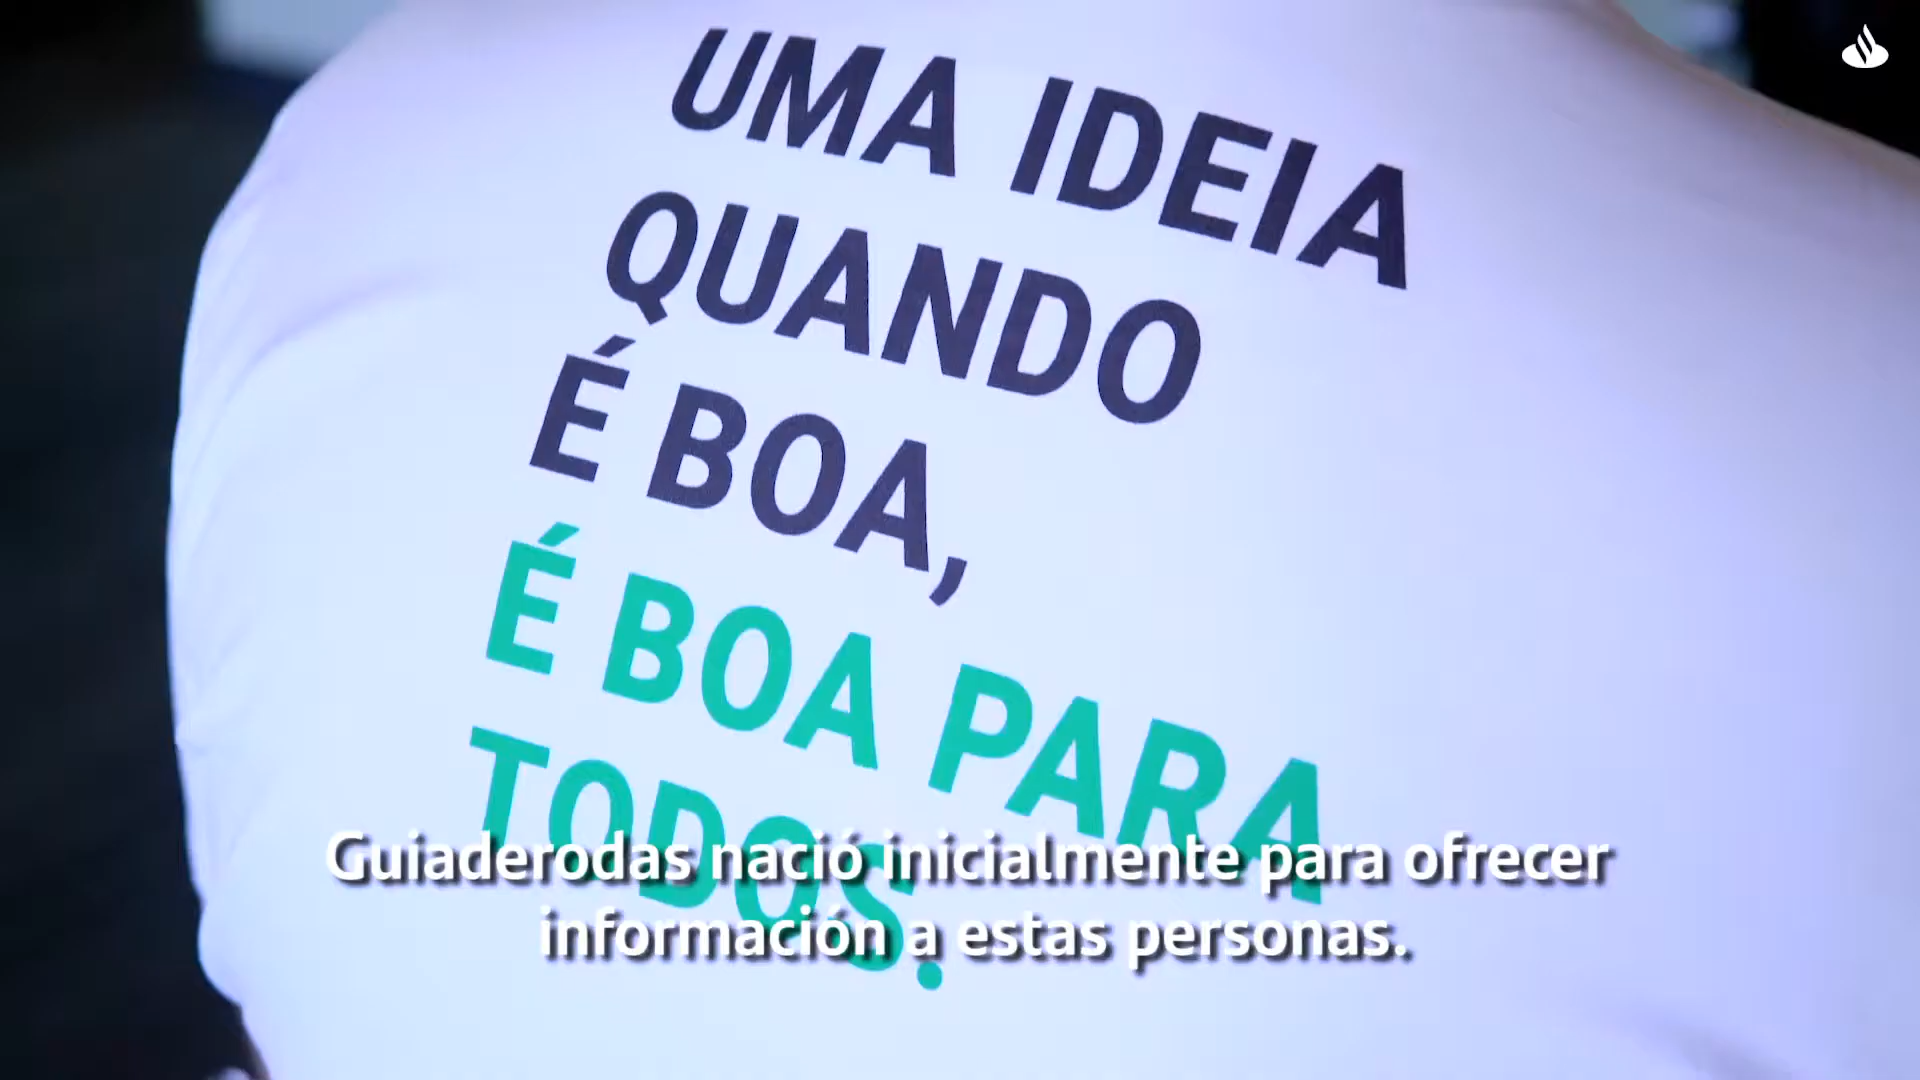 UMA IDEIA
QUANDO
É BOA,
É BOA PARA
TODOS.
Guiaderodas nació inicialmente para ofrecer
información a estas personas.